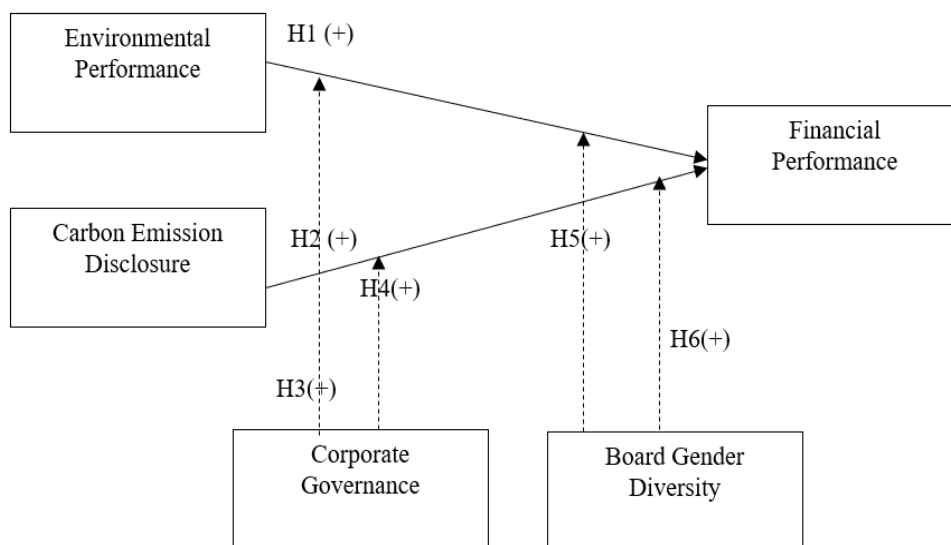 Environmental
Performance
H1 (+)
Financial
Performance
Carbon Emission
Disclosure
H2 (+)
H5(+)
H4(+)
H6(+)
H3(+)
Corporate
Governance
Board Gender
Diversity